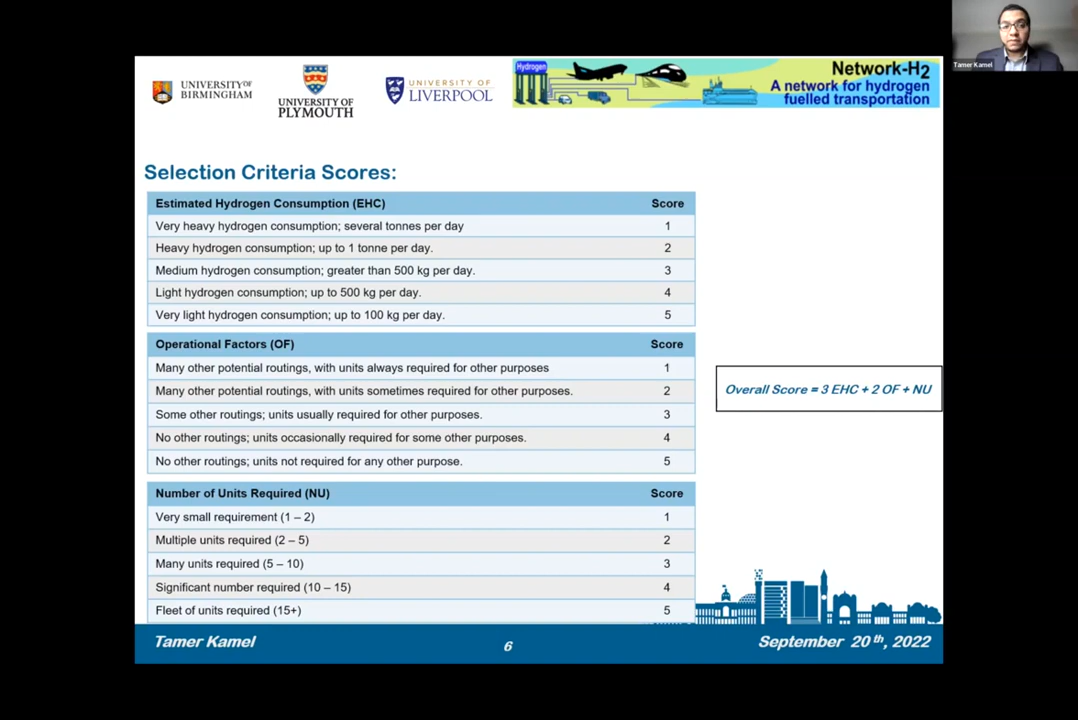 Tamer Kamel
UNIVERSITY OF
BIRMINGHAM
UNIVERSITY OF
PLYMOUTH
UNIVERSITY OF
LIVERPOOL
Hydrogen
Network-H2
A network for hydrogen
fuelled transportation
Selection Criteria Scores:
Estimated Hydrogen Consumption (EHC) Score
Very heavy hydrogen consumption; several tonnes per day 1
Heavy hydrogen consumption; up to 1 tonne per day. 2
Medium hydrogen consumption; greater than 500 kg per day. 3
Light hydrogen consumption; up to 500 kg per day. 4
Very light hydrogen consumption; up to 100 kg per day. 5
Operational Factors (OF) Score
Many other potential routings, with units always required for other purposes 1
Many other potential routings, with units sometimes required for other purposes. 2
Some other routings; units usually required for other purposes. 3
No other routings; units occasionally required for some other purposes. 4
No other routings; units not required for any other purpose. 5
Overall Score = 3 EHC + 2 OF + NU
Number of Units Required (NU) Score
Very small requirement (1 – 2) 1
Multiple units required (2 – 5) 2
Many units required (5 – 10) 3
Significant number required (10 – 15) 4
Fleet of units required (15+) 5
Tamer Kamel
6
September 20th, 2022